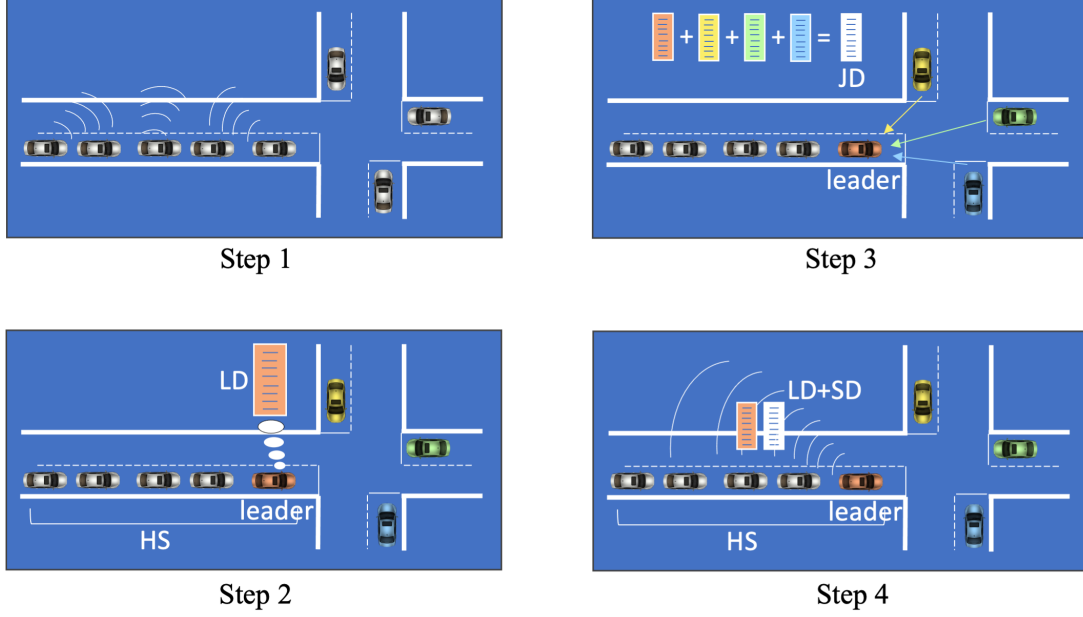 Step 1
LD
leader
HS
Step 2
+ + + =
JD
leader
Step 3
LD+SD
leader
HS
Step 4